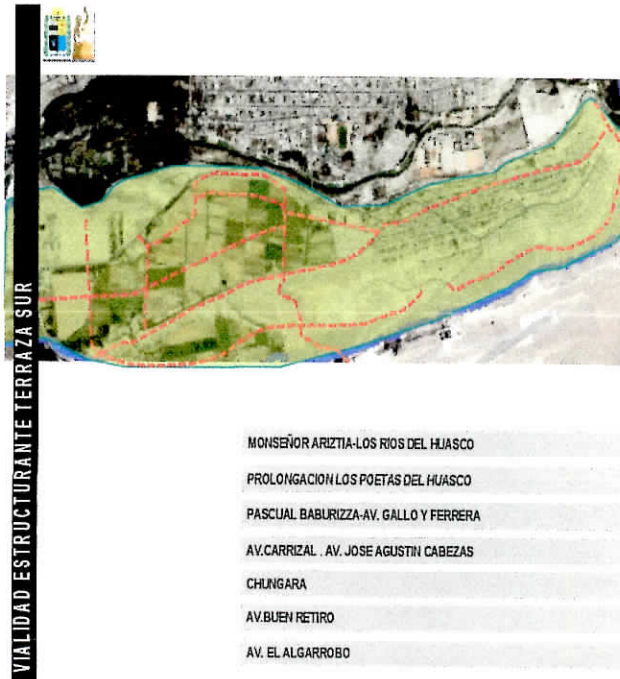 VIALIDAD ESTRUCTURANTE TERRAZA SUR
MONSEÑOR ARIZTIA-LOS RIOS DEL HUASCO
PROLONGACION LOS POETAS DEL HUASCO
PASCUAL BABURIZZA-AV. GALLO Y FERRERA
AV.CARRIZAL . AV. JOSE AGUSTIN CABEZAS
CHUNGARA
AV.BUEN RETIRO
AV. EL ALGARROBO